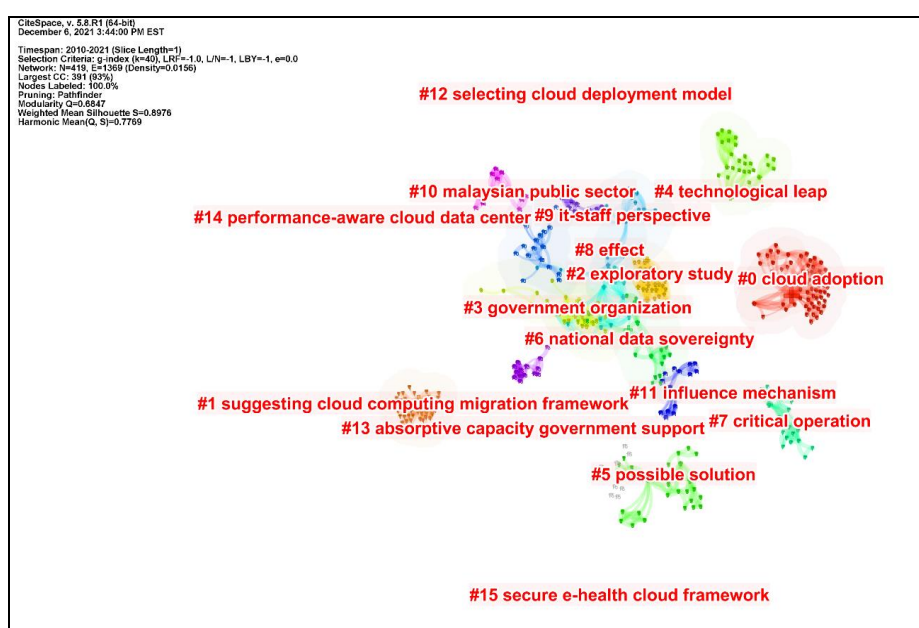 CiteSpace, v. 5.8.R1 (64-bit)
December 6, 2021 3:44:00 PM EST
Timespan: 2010-2021 (Slice Length=1)
Selection Criteria: g-index (k=40), LRF=-1.0, L/N=-1, LBY=-1, e=0.0
Network: N=419, E=1369 (Density=0.0156)
Largest CC: 391 (93%)
Nodes Labeled: 100.0%
Pruning: Pathfinder
Modularity Q=0.6847
Weighted Mean Silhouette S=0.8976
Harmonic Mean(Q, S)=0.7769
#12 selecting cloud deployment model
#10 malaysian public sector
#4 technological leap
#14 performance-aware cloud data center
#9 it-staff perspective
#8 effect
#2 exploratory study
#0 cloud adoption
#3 government organization
#6 national data sovereignty
#11 influence mechanism
#1 suggesting cloud computing migration framework
#7 critical operation
#13 absorptive capacity government support
#5 possible solution
#15 secure e-health cloud framework